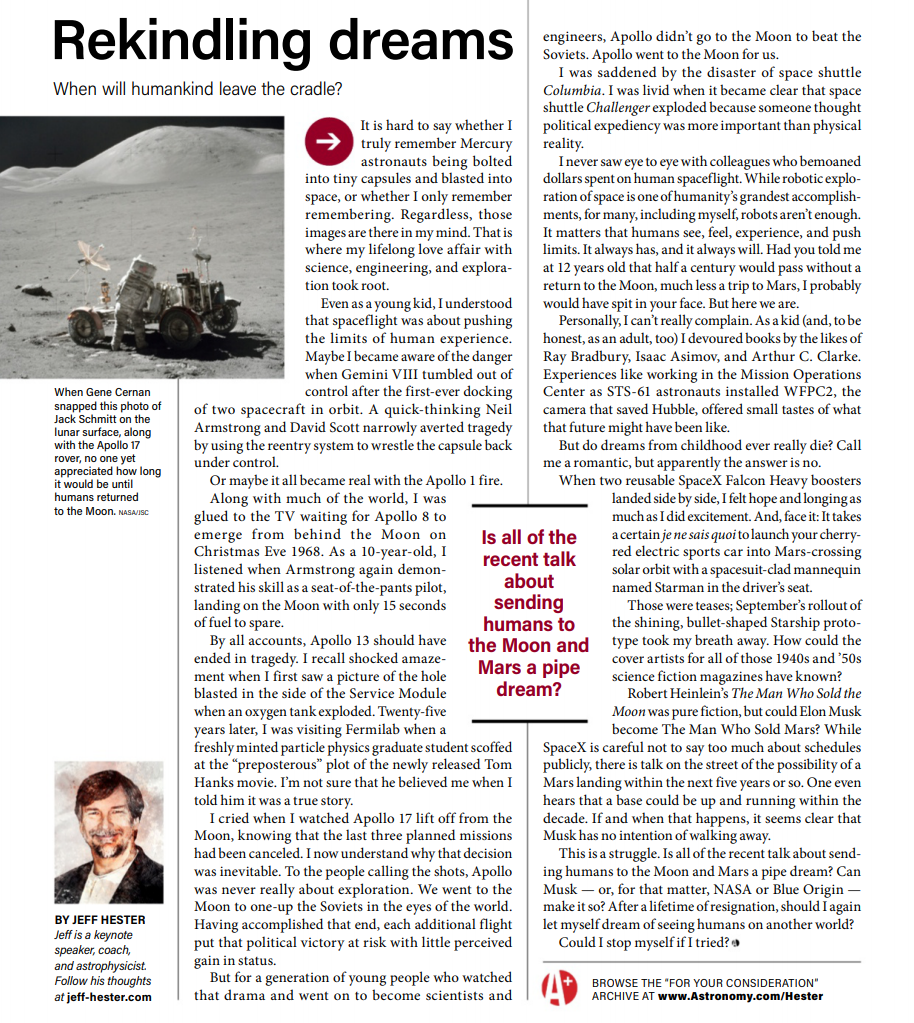 Rekindling dreams
When will humankind leave the cradle?
It is hard to say whether I
truly remember Mercury
astronauts being bolted
into tiny capsules and blasted into
space, or whether I only remember
remembering. Regardless, those
images are there in my mind. That is
where my lifelong love affair with
science, engineering, and explora-
tion took root.
Even as a young kid, I understood
that spaceflight was about pushing
the limits of human experience.
Maybe I became aware of the danger
when Gemini VIII tumbled out of
control after the first-ever docking
of two spacecraft in orbit. A quick-thinking Neil
Armstrong and David Scott narrowly averted tragedy
by using the reentry system to wrestle the capsule back
under control.
Or maybe it all became real with the Apollo 1 fire.
Along with much of the world, I was
glued to the TV waiting for Apollo 8 to
emerge from behind the Moon on
Christmas Eve 1968. As a 10-year-old, I
listened when Armstrong again demon-
strated his skill as a seat-of-the-pants pilot,
landing on the Moon with only 15 seconds
of fuel to spare.
By all accounts, Apollo 13 should have
ended in tragedy. I recall shocked amaze-
ment when I first saw a picture of the hole
blasted in the side of the Service Module
when an oxygen tank exploded. Twenty-five
years later, I was visiting Fermilab when a
freshly minted particle physics graduate student scoffed
at the “preposterous” plot of the newly released Tom
Hanks movie. I’m not sure that he believed me when I
told him it was a true story.
I cried when I watched Apollo 17 lift off from the
Moon, knowing that the last three planned missions
had been canceled. I now understand why that decision
was inevitable. To the people calling the shots, Apollo
was never really about exploration. We went to the
Moon to one-up the Soviets in the eyes of the world.
Having accomplished that end, each additional flight
put that political victory at risk with little perceived
gain in status.
But for a generation of young people who watched
that drama and went on to become scientists and
engineers, Apollo didn’t go to the Moon to beat the
Soviets. Apollo went to the Moon for us.
I was saddened by the disaster of space shuttle
Columbia. I was livid when it became clear that space
shuttle Challenger exploded because someone thought
political expediency was more important than physical
reality.
I never saw eye to eye with colleagues who bemoaned
dollars spent on human spaceflight. While robotic explo-
ration of space is one of humanity’s grandest accomplish-
ments, for many, including myself, robots aren’t enough.
It matters that humans see, feel, experience, and push
limits. It always has, and it always will. Had you told me
at 12 years old that half a century would pass without a
return to the Moon, much less a trip to Mars, I probably
would have spit in your face. But here we are.
Personally, I can’t really complain. As a kid (and, to be
honest, as an adult, too) I devoured books by the likes of
Ray Bradbury, Isaac Asimov, and Arthur C. Clarke.
Experiences like working in the Mission Operations
Center as STS-61 astronauts installed WFPC2, the
camera that saved Hubble, offered small tastes of what
that future might have been like.
But do dreams from childhood ever really die? Call
me a romantic, but apparently the answer is no.
When two reusable SpaceX Falcon Heavy boosters
landed side by side, I felt hope and longing as
much as I did excitement. And, face it: It takes
a certain je ne sais quoi to launch your cherry-
red electric sports car into Mars-crossing
solar orbit with a spacesuit-clad mannequin
named Starman in the driver’s seat.
Those were teases; September’s rollout of
the shining, bullet-shaped Starship proto-
type took my breath away. How could the
cover artists for all of those 1940s and ’50s
science fiction magazines have known?
Robert Heinlein’s The Man Who Sold the
Moon was pure fiction, but could Elon Musk
become The Man Who Sold Mars? While
SpaceX is careful not to say too much about schedules
publicly, there is talk on the street of the possibility of a
Mars landing within the next five years or so. One even
hears that a base could be up and running within the
decade. If and when that happens, it seems clear that
Musk has no intention of walking away.
This is a struggle. Is all of the recent talk about send-
ing humans to the Moon and Mars a pipe dream? Can
Musk — or, for that matter, NASA or Blue Origin —
make it so? After a lifetime of resignation, should I again
let myself dream of seeing humans on another world?
Could I stop myself if I tried?
Is all of the
recent talk
about
sending
humans to
the Moon and
Mars a pipe
dream?
When Gene Cernan
snapped this photo of
Jack Schmitt on the
lunar surface, along
with the Apollo 17
rover, no one yet
appreciated how long
it would be until
humans returned
to the Moon. NASA/JSC
BY JEFF HESTER
Jeff is a keynote
speaker, coach,
and astrophysicist.
Follow his thoughts
at jeff-hester.com
A+
BROWSE THE “FOR YOUR CONSIDERATION”
ARCHIVE AT www.Astronomy.com/Hester